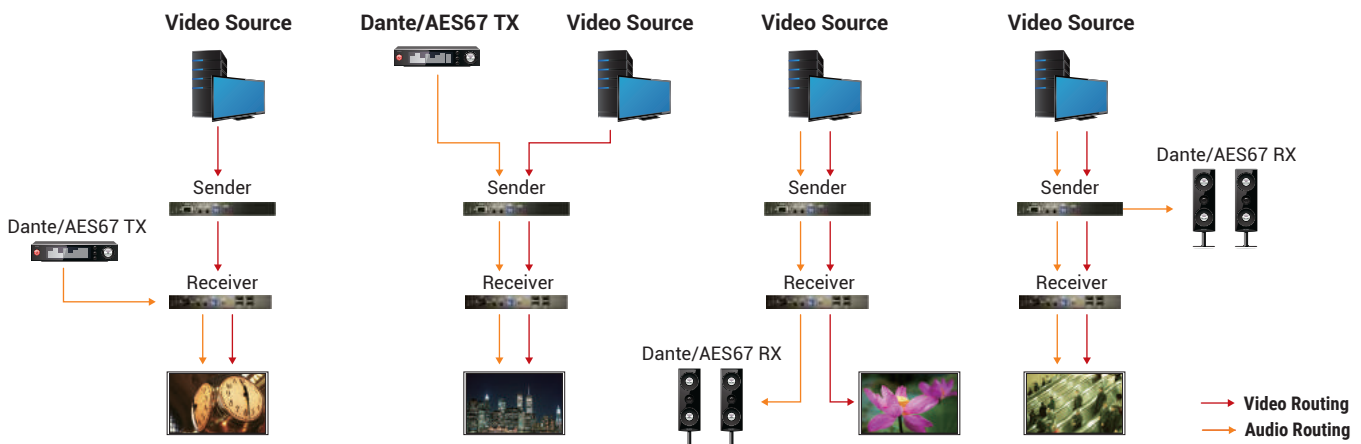 Video Source
Dante/AES67 TX
Video Source
Video Source
Video Source
Dante/AES67 RX
Sender
Sender
Sender
Sender
Dante/AES67 TX
Receiver
Receiver
Receiver
Receiver
Dante/AES67 RX
Video Routing
Audio Routing